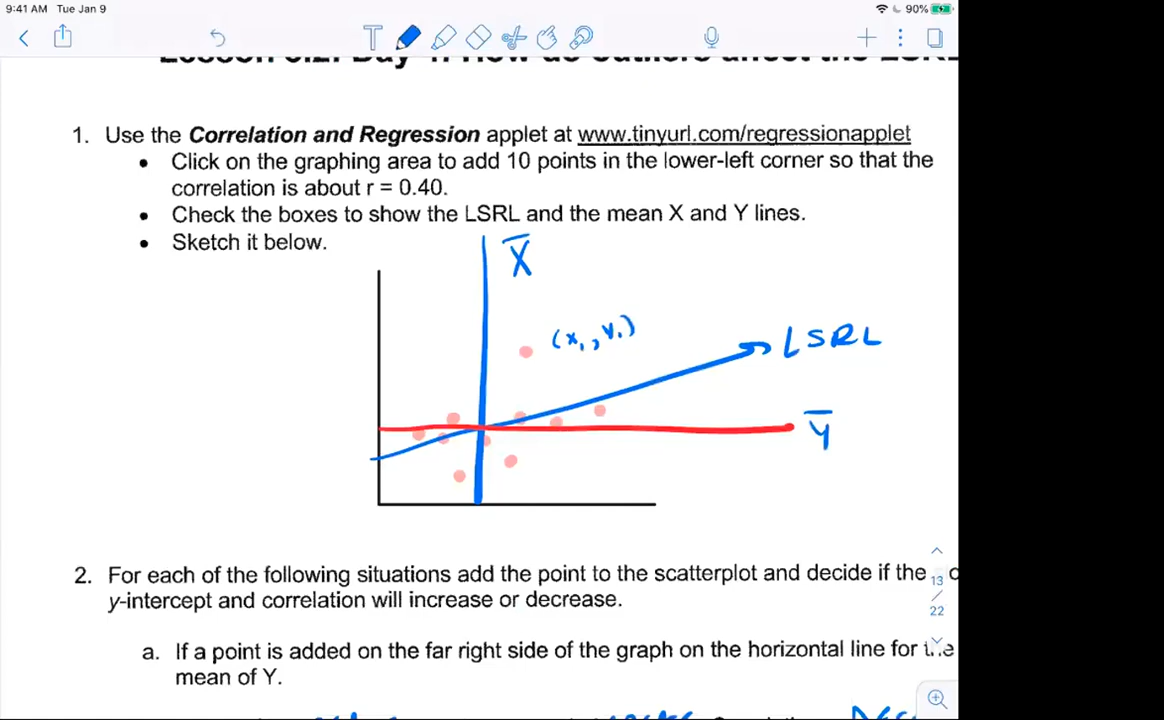 9:41 AM Tue Jan 9
90%
1. Use the Correlation and Regression applet at www.tinyurl.com/regressionapplet
• Click on the graphing area to add 10 points in the lower-left corner so that the
correlation is about r = 0.40.
• Check the boxes to show the LSRL and the mean X and Y lines.
• Sketch it below.
X̅
(x₁, y₁)
LSRL
Y̅
2. For each of the following situations add the point to the scatterplot and decide if the
y-intercept and correlation will increase or decrease.
13
/
22
a. If a point is added on the far right side of the graph on the horizontal line for the
mean of Y.